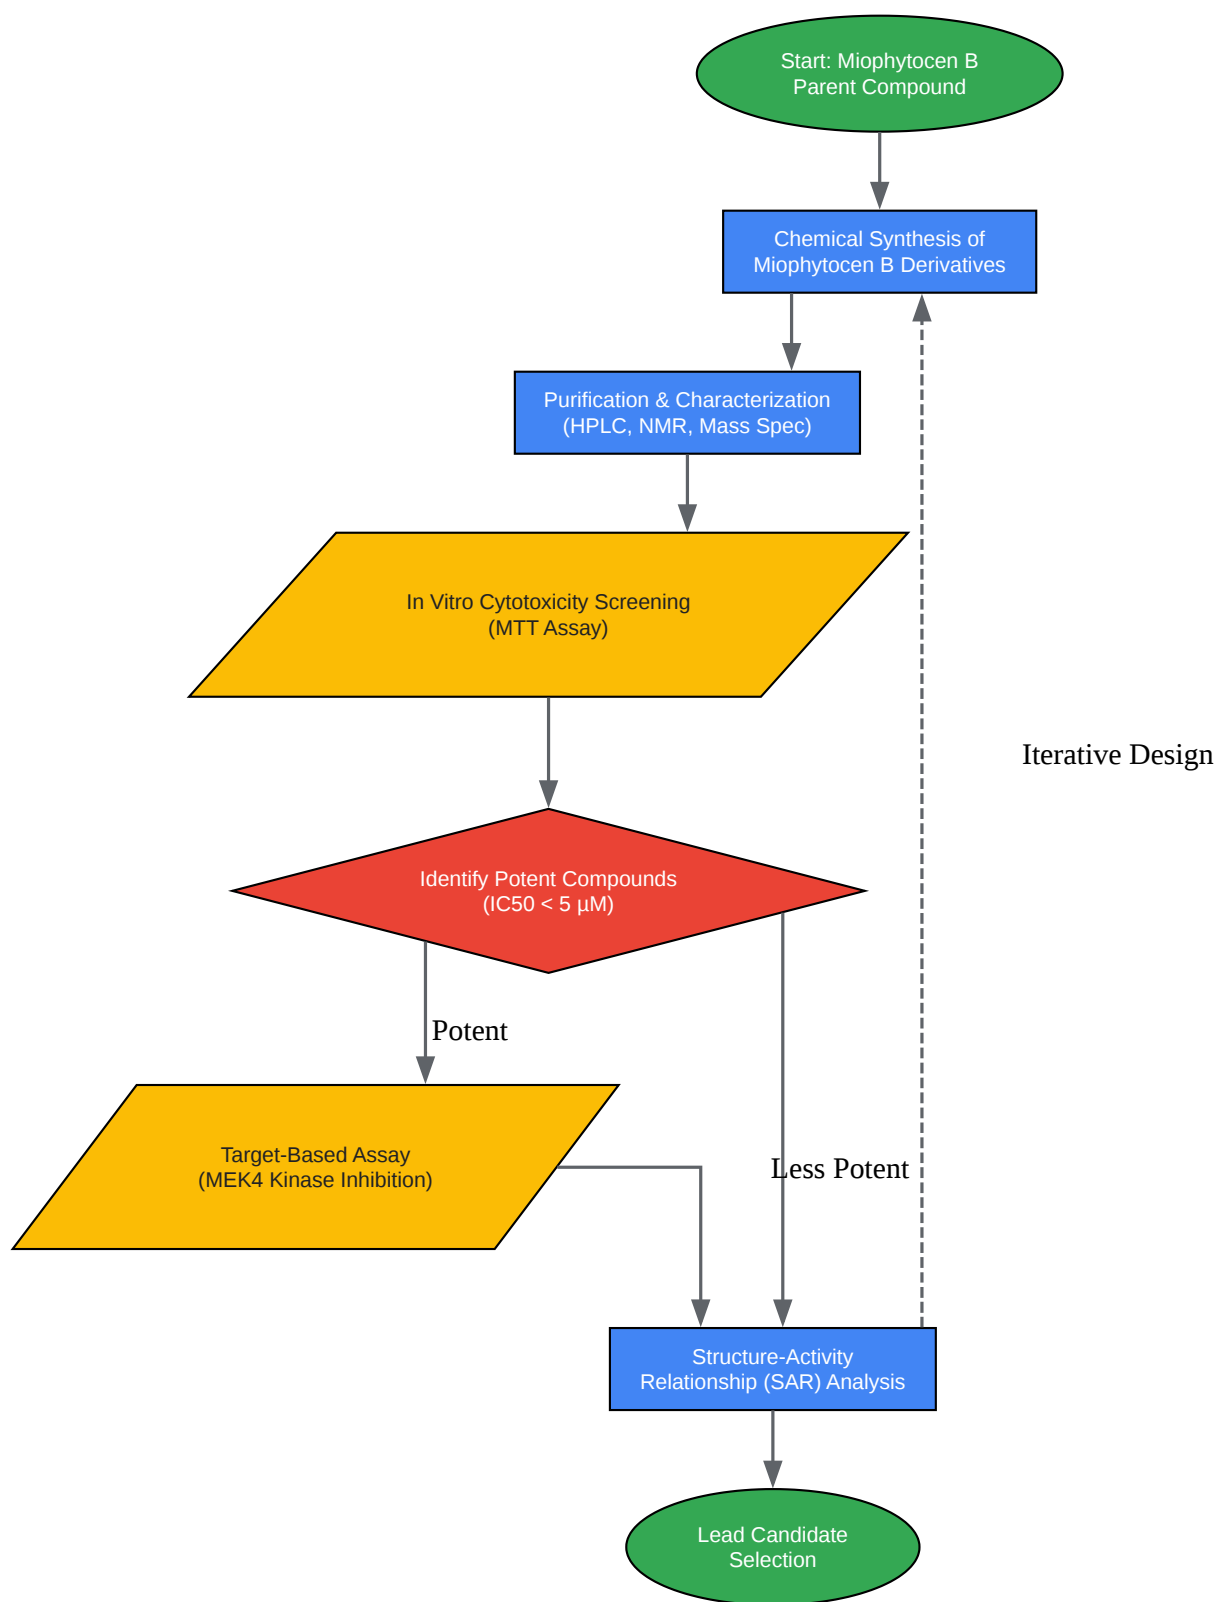 Start: Miophytocen B
Parent Compound
Chemical Synthesis of
Miophytocen B Derivatives
Purification & Characterization
(HPLC, NMR, Mass Spec)
In Vitro Cytotoxicity Screening
(MTT Assay)
Iterative Design
Identify Potent Compounds
(IC50 < 5 µM)
Potent
Target-Based Assay
(MEK4 Kinase Inhibition)
Less Potent
Structure-Activity
Relationship (SAR) Analysis
Lead Candidate
Selection